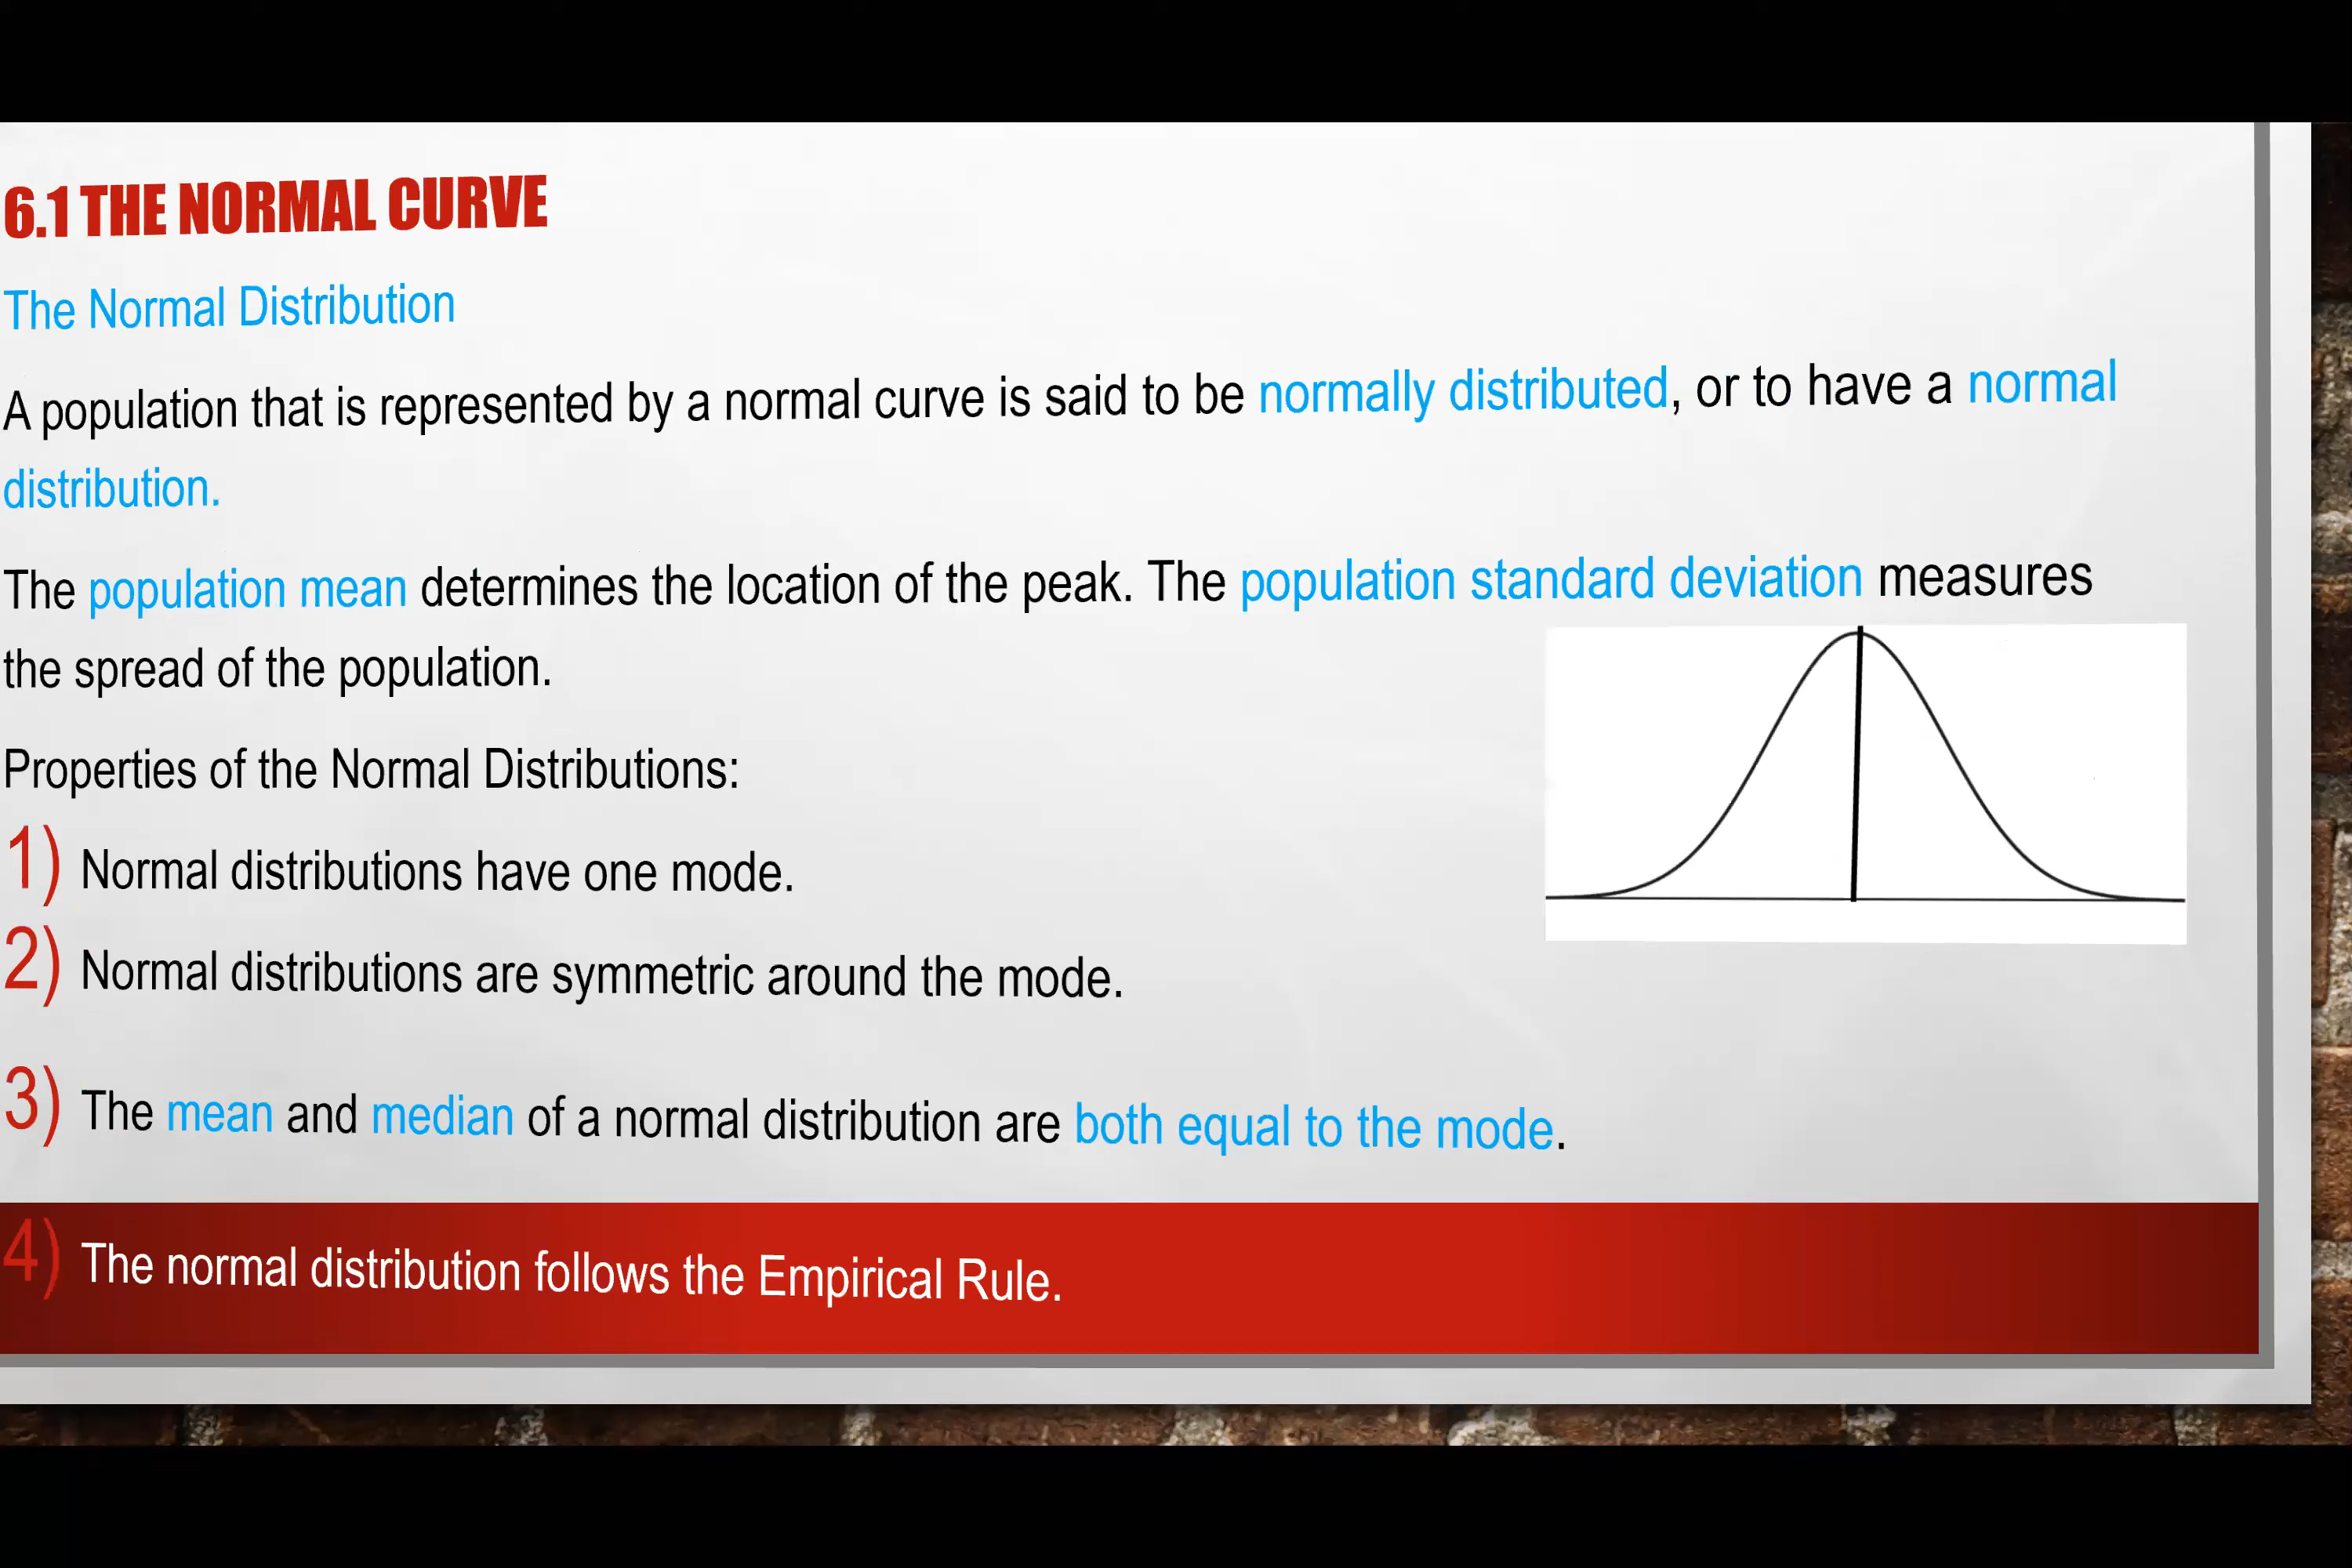 6.1 THE NORMAL CURVE
The Normal Distribution
A population that is represented by a normal curve is said to be normally distributed, or to have a normal
distribution.
The population mean determines the location of the peak. The population standard deviation measures
the spread of the population.
Properties of the Normal Distributions:
1) Normal distributions have one mode.
2) Normal distributions are symmetric around the mode.
3) The mean and median of a normal distribution are both equal to the mode.
4) The normal distribution follows the Empirical Rule.